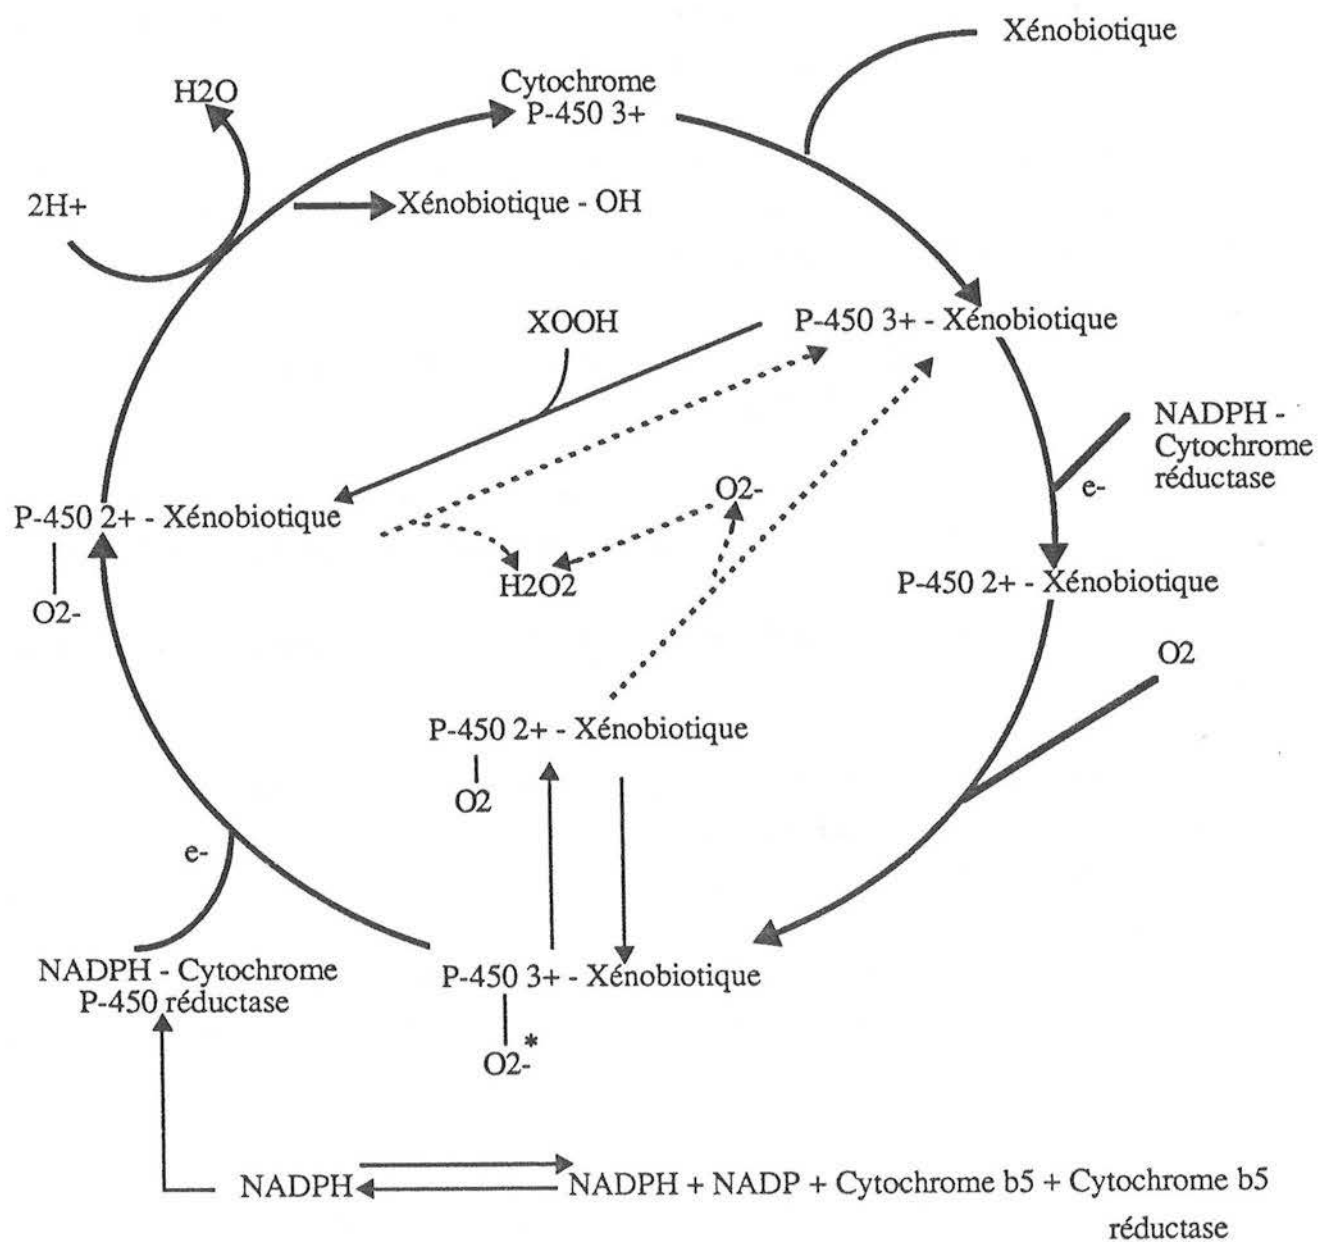 Xénobiotique
Cytochrome
P-450 3+
H2O
2H+
Xénobiotique - OH
XOOH
P-450 3+ - Xénobiotique
NADPH -
Cytochrome
réductase
e-
O2-
P-450 2+ - Xénobiotique
O2-
H2O2
P-450 2+ - Xénobiotique
O2
P-450 2+ - Xénobiotique
O2
e-
NADPH - Cytochrome
P-450 réductase
P-450 3+ - Xénobiotique
O2-*
NADPH
NADPH + NADP + Cytochrome b5 + Cytochrome b5
réductase